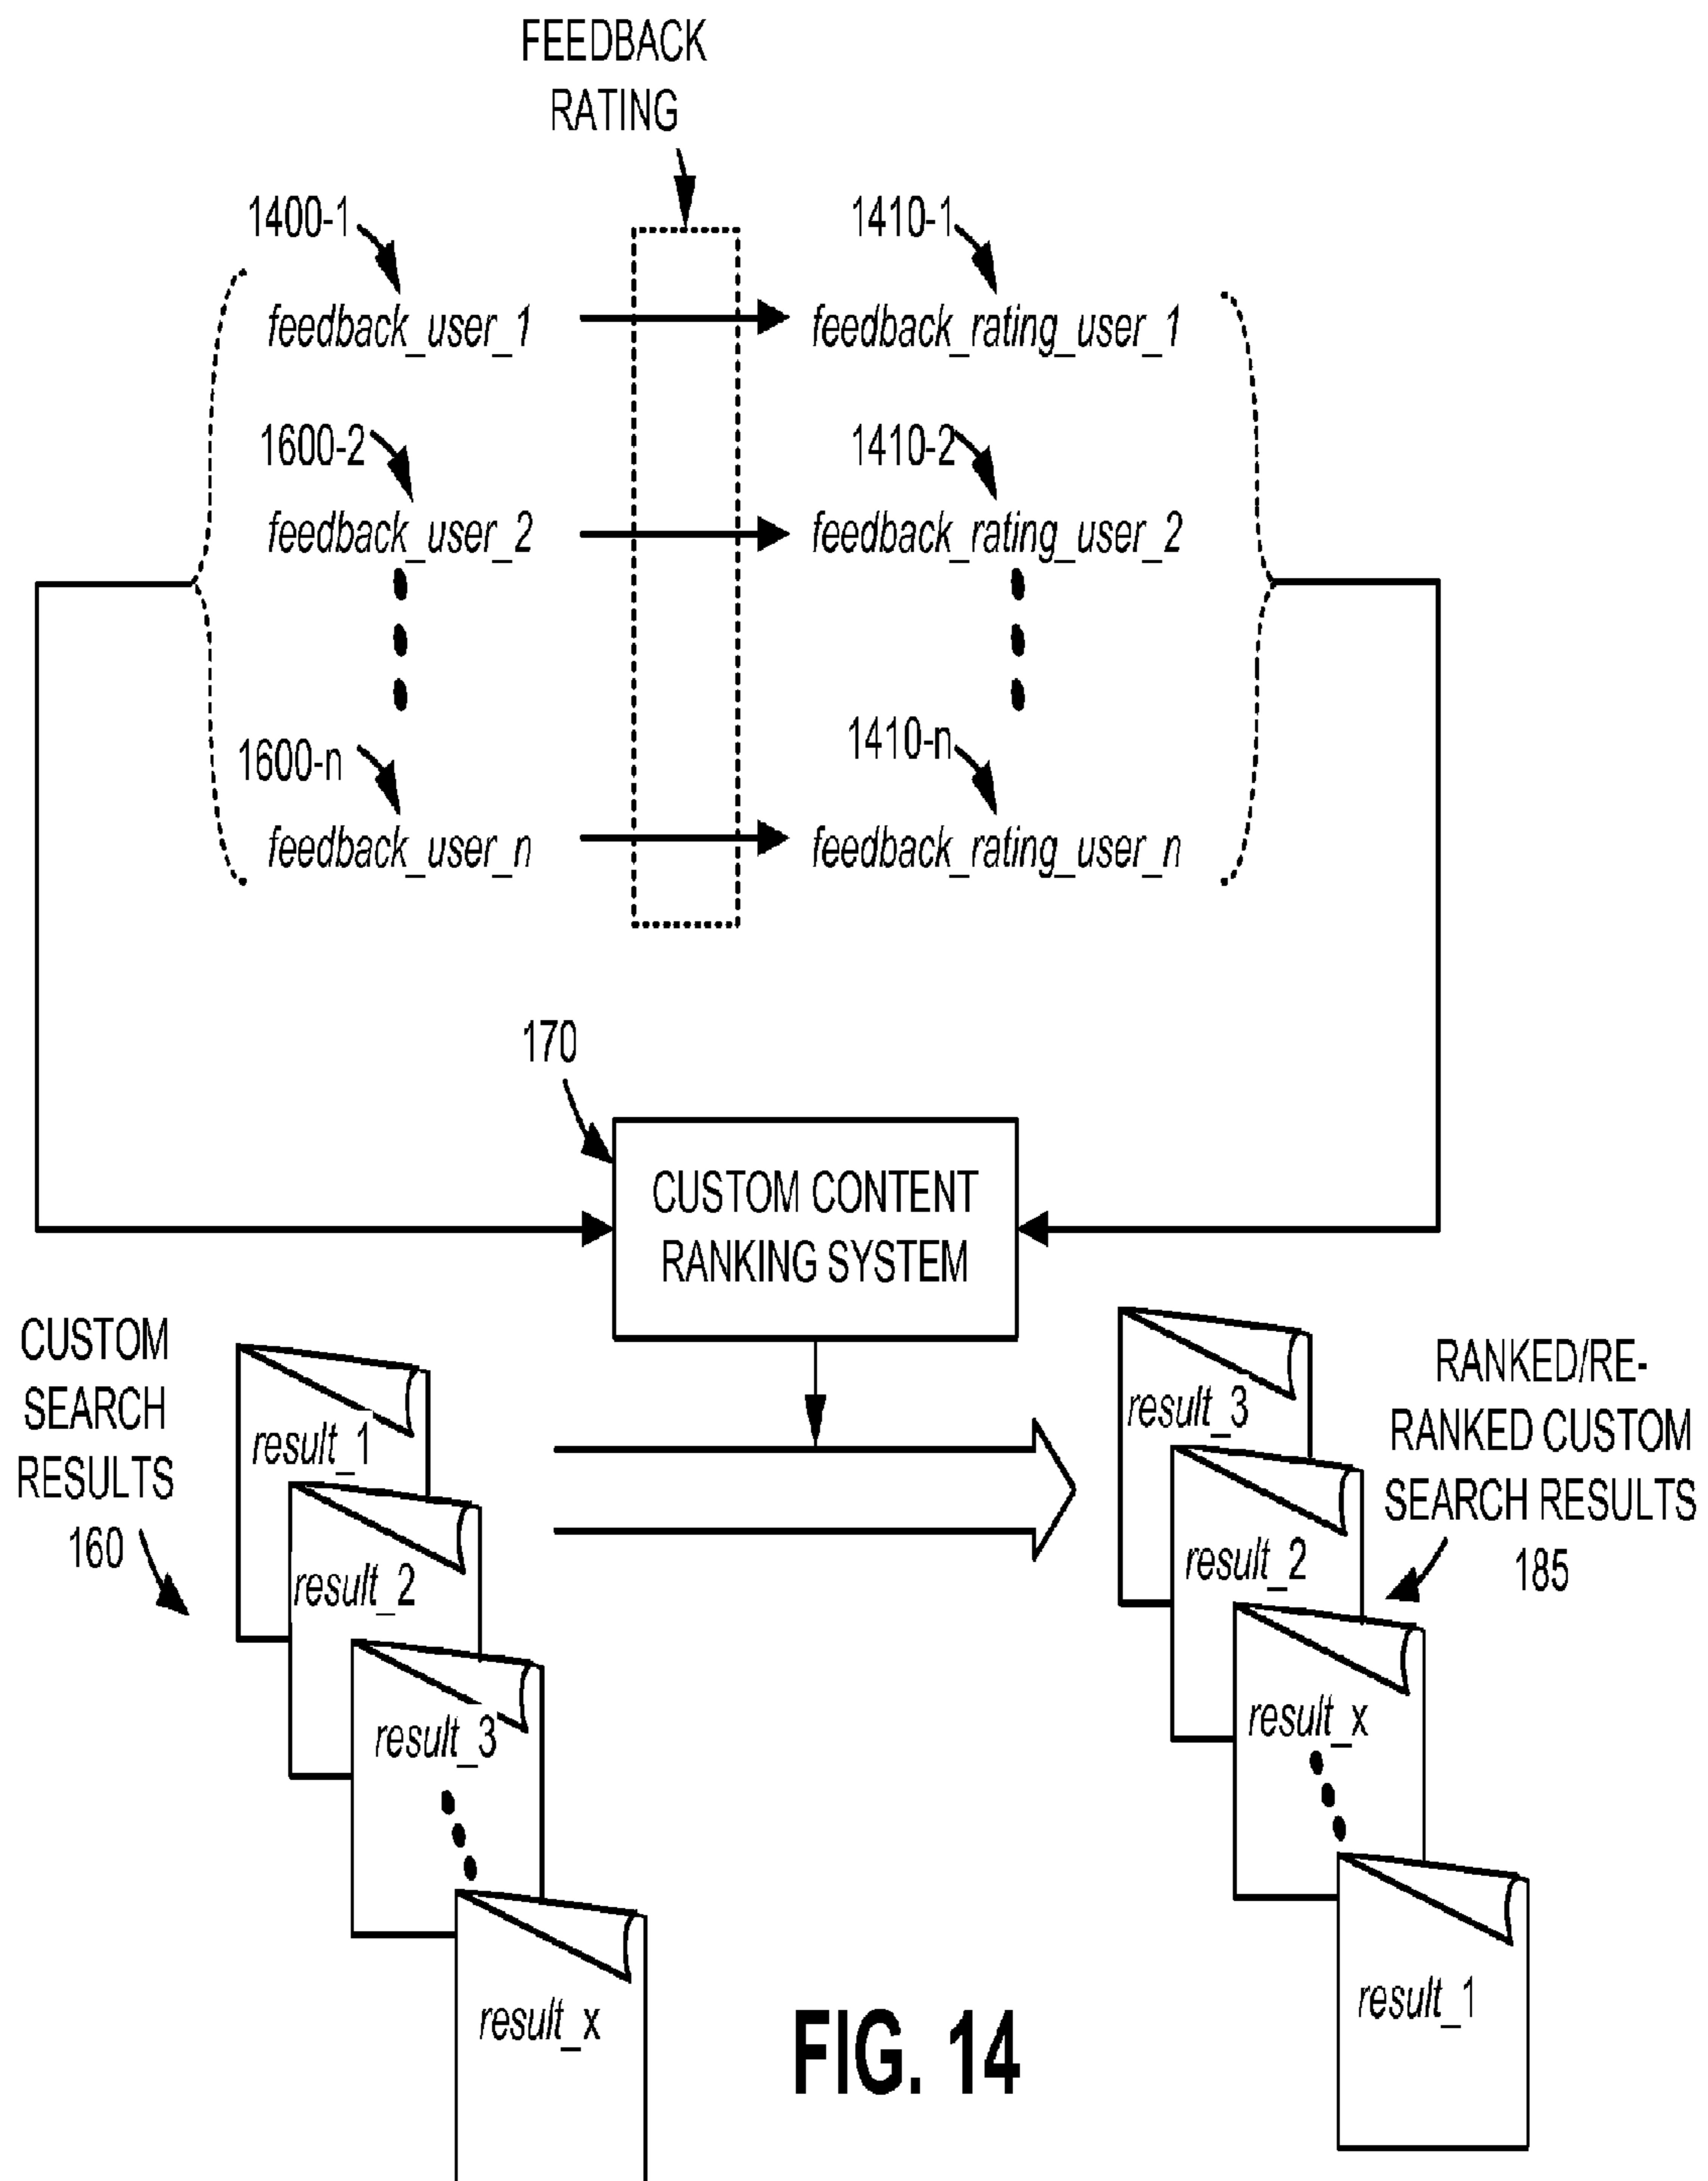 FEEDBACK
RATING
1400-1
1410-1
feedback_user_1
feedback_rating_user_1
1600-2
1410-2
feedback_user_2
feedback_rating_user_2
1600-n
1410-n
feedback_user_n
feedback_rating_user_n
170
CUSTOM CONTENT
RANKING SYSTEM
CUSTOM
SEARCH
RESULTS
160
result_1
result_2
result_3
result_x
RANKED/RE-
RANKED CUSTOM
SEARCH RESULTS
185
result_3
result_2
result_x
result_1
FIG. 14